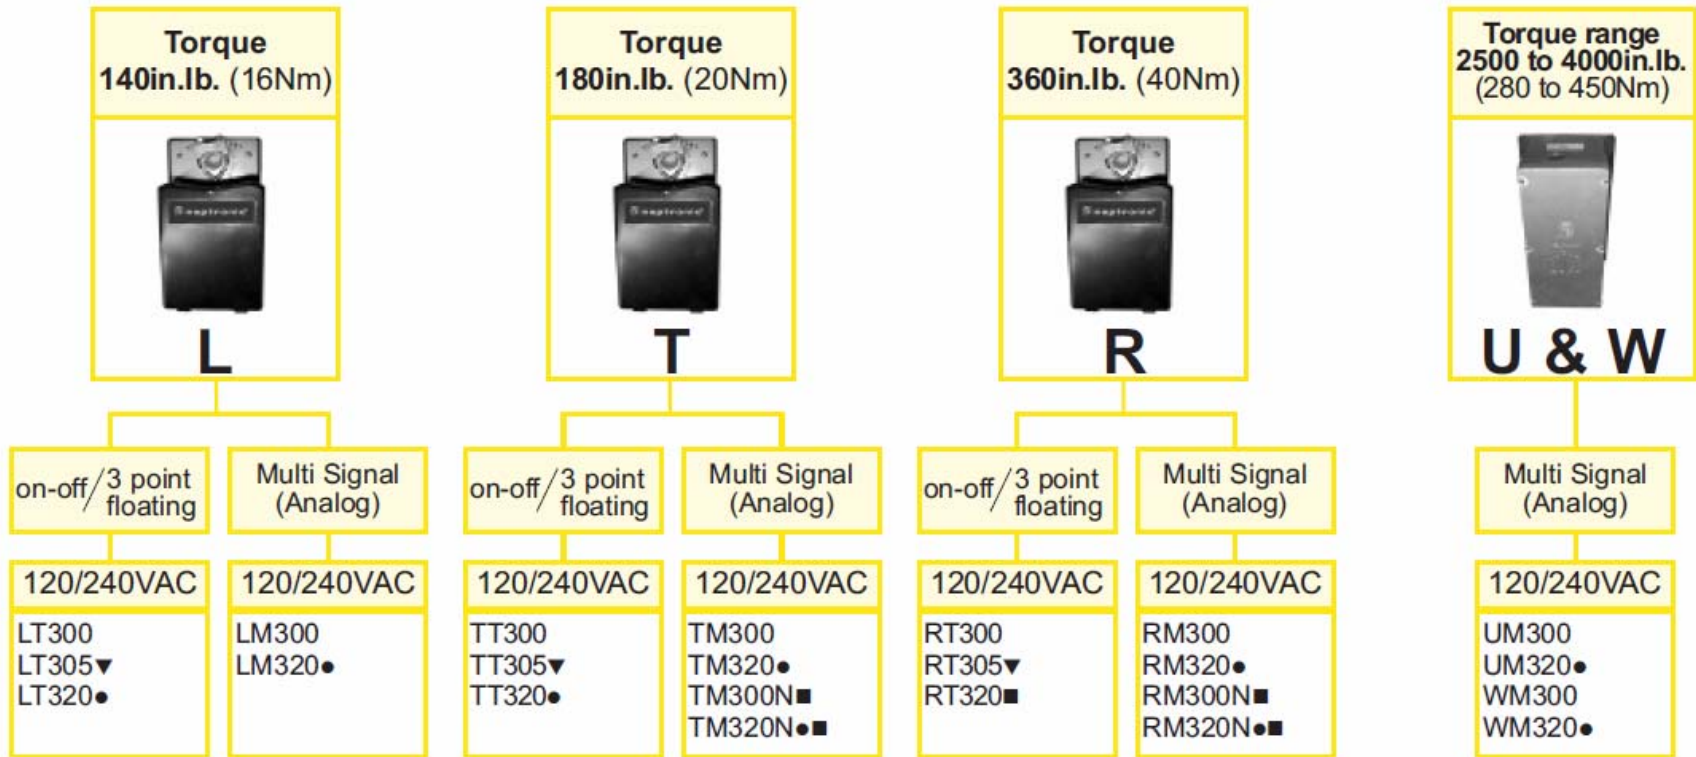 Torque
140in.lb. (16Nm)
L
on-off/3 point
floating
Multi Signal
(Analog)
120/240VAC
LT300
LT305▼
LT320●
120/240VAC
LM300
LM320●
Torque
180in.lb. (20Nm)
T
on-off/3 point
floating
Multi Signal
(Analog)
120/240VAC
TT300
TT305▼
TT320●
120/240VAC
TM300
TM320●
TM300N■
TM320N●■
Torque
360in.lb. (40Nm)
R
on-off/3 point
floating
Multi Signal
(Analog)
120/240VAC
RT300
RT305▼
RT320■
120/240VAC
RM300
RM320●
RM300N■
RM320N●■
Torque range
2500 to 4000in.lb.
(280 to 450Nm)
U & W
Multi Signal
(Analog)
120/240VAC
UM300
UM320●
WM300
WM320●